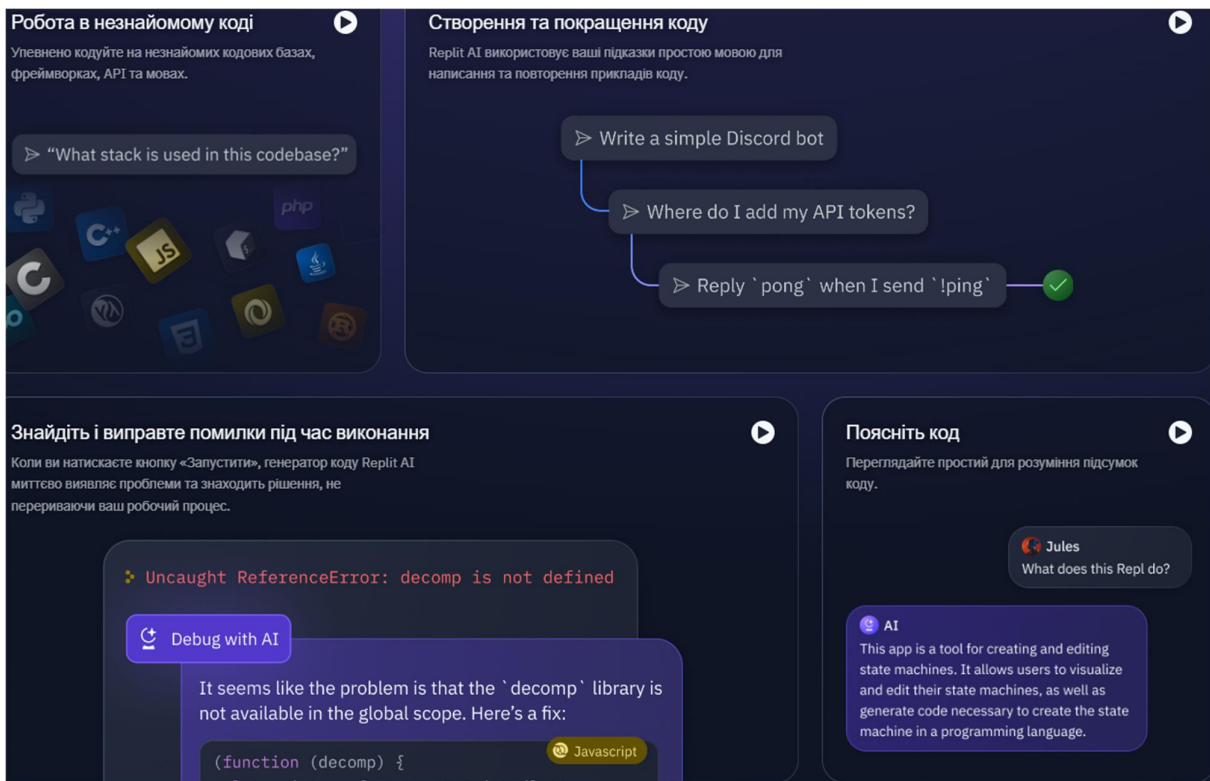 Робота в незнайомому коді
Упевнено кодуйте на незнайомих кодових базах,
фреймворках, API та мовах.
“What stack is used in this codebase?”
php
C++
JS
Створення та покращення коду
Replit AI використовує ваші підказки простою мовою для
написання та повторення прикладів коду.
Write a simple Discord bot
Where do I add my API tokens?
Reply `pong` when I send `!ping`
Знайдіть і виправте помилки під час виконання
Коли ви натискаєте кнопку «Запустити», генератор коду Replit AI
миттєво виявляє проблеми та знаходить рішення, не
перериваючи ваш робочий процес.
Uncaught ReferenceError: decomp is not defined
Debug with AI
It seems like the problem is that the `decomp` library is
not available in the global scope. Here’s a fix:
Javascript
(function (decomp) {
Поясніть код
Переглядайте простий для розуміння підсумок
коду.
Jules
What does this Repl do?
AI
This app is a tool for creating and editing
state machines. It allows users to visualize
and edit their state machines, as well as
generate code necessary to create the state
machine in a programming language.